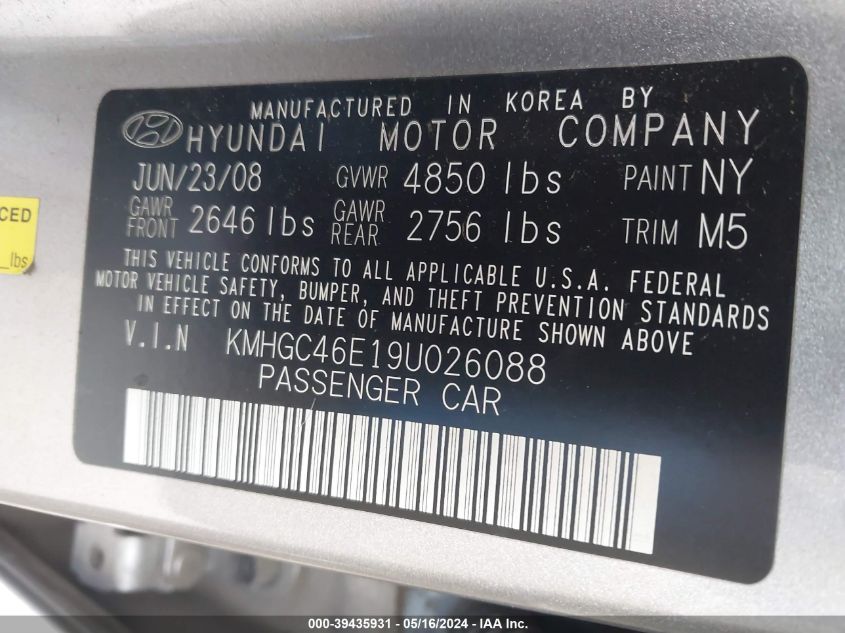 MANUFACTURED IN KOREA BY
HYUNDAI MOTOR COMPANY
JUN/23/08 GVWR 4850 lbs PAINT NY
GAWR FRONT 2646 lbs GAWR REAR 2756 lbs TRIM M5
THIS VEHICLE CONFORMS TO ALL APPLICABLE U.S.A. FEDERAL
MOTOR VEHICLE SAFETY, BUMPER, AND THEFT PREVENTION STANDARDS
IN EFFECT ON THE DATE OF MANUFACTURE SHOWN ABOVE
V.I.N KMHGC46E19U026088
PASSENGER CAR
CED
_lbs
000-39435931 - 05/16/2024 - IAA Inc.